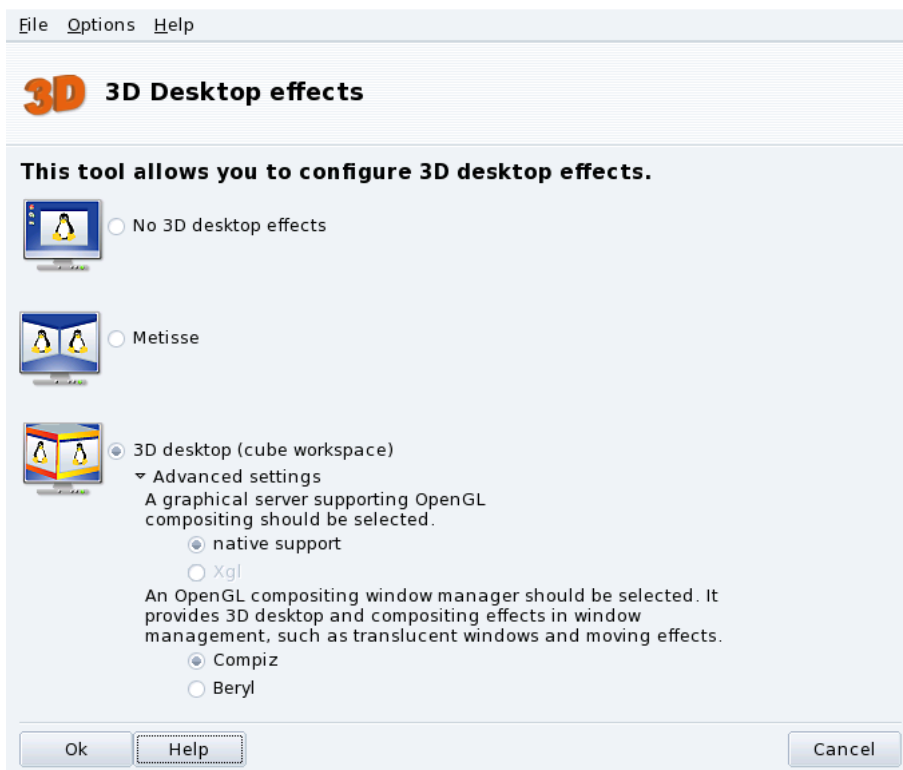 File Options Help
3D 3D Desktop effects
This tool allows you to configure 3D desktop effects.
No 3D desktop effects
Metisse
3D desktop (cube workspace)
Advanced settings
A graphical server supporting OpenGL
compositing should be selected.
native support
Xgl
An OpenGL compositing window manager should be selected. It
provides 3D desktop and compositing effects in window
management, such as translucent windows and moving effects.
Compiz
Beryl
Ok Help Cancel